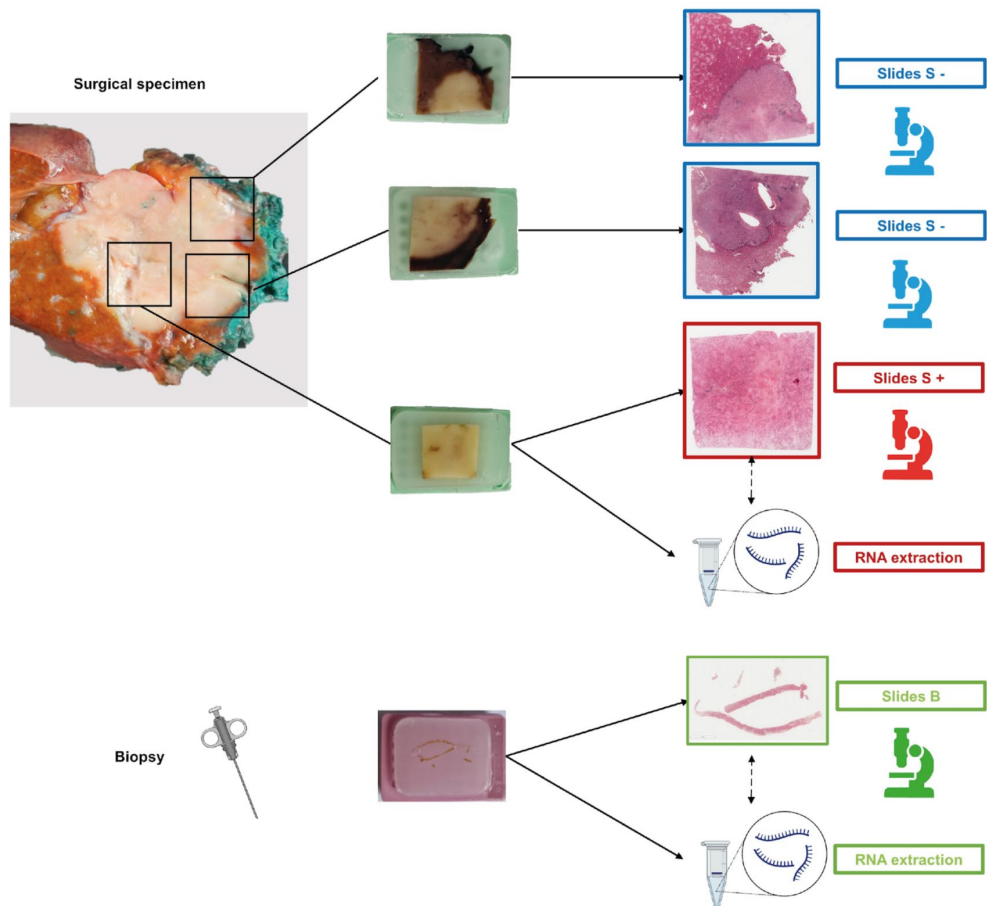 Surgical specimen
Slides S -
Slides S -
Slides S +
RNA extraction
Biopsy
Slides B
RNA extraction